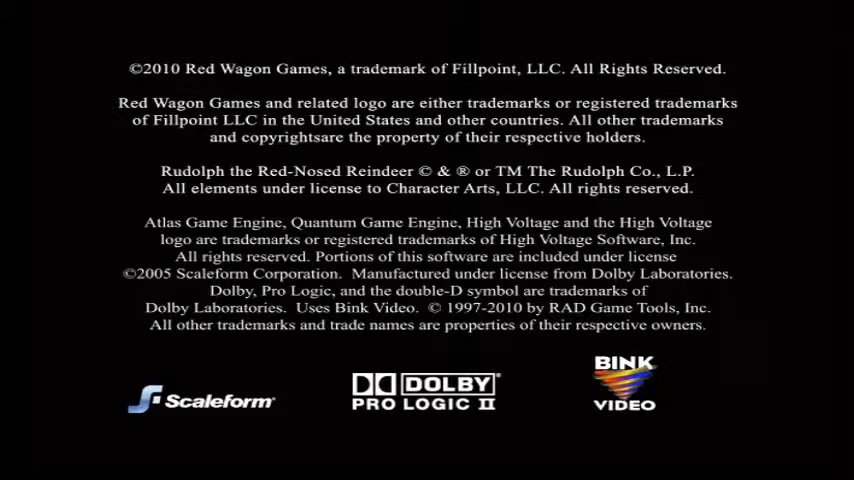 ©2010 Red Wagon Games, a trademark of Fillpoint, LLC. All Rights Reserved.
Red Wagon Games and related logo are either trademarks or registered trademarks
of Fillpoint LLC in the United States and other countries. All other trademarks
and copyrightsare the property of their respective holders.
Rudolph the Red-Nosed Reindeer © & ® or TM The Rudolph Co., L.P.
All elements under license to Character Arts, LLC. All rights reserved.
Atlas Game Engine, Quantum Game Engine, High Voltage and the High Voltage
logo are trademarks or registered trademarks of High Voltage Software, Inc.
All rights reserved. Portions of this software are included under license
©2005 Scaleform Corporation. Manufactured under license from Dolby Laboratories.
Dolby, Pro Logic, and the double-D symbol are trademarks of
Dolby Laboratories. Uses Bink Video. © 1997-2010 by RAD Game Tools, Inc.
All other trademarks and trade names are properties of their respective owners.
Scaleform
DOLBY
PRO LOGIC II
BINK
VIDEO